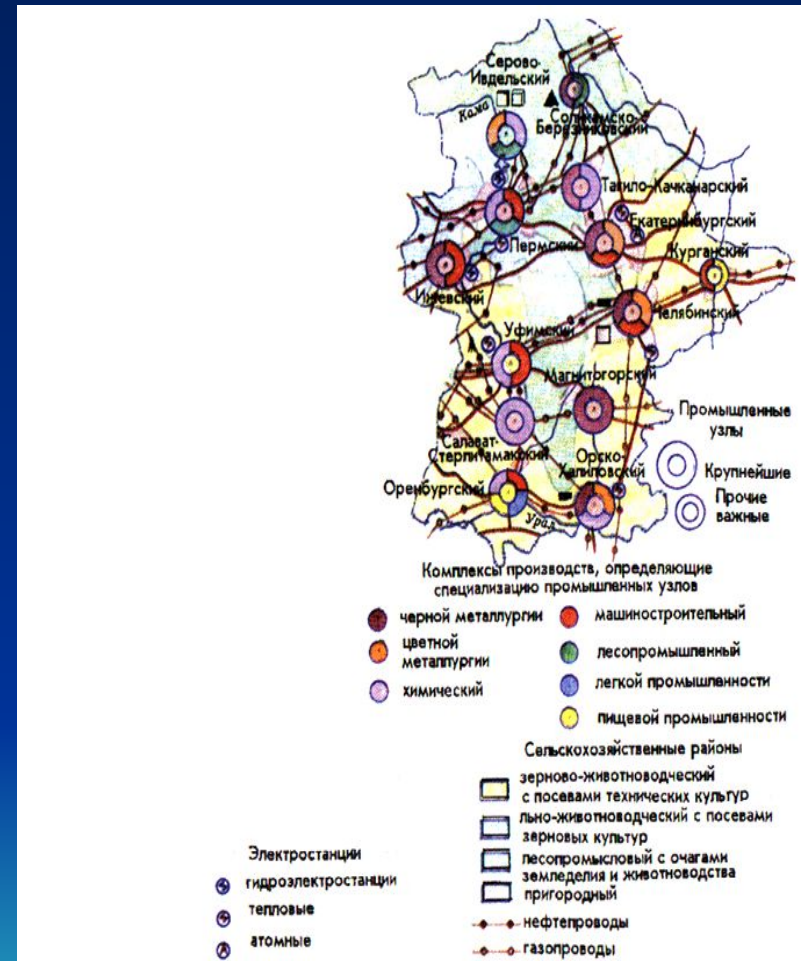 Серово-
Ивдельский
Кама
Соликамско-
Березниковский
Тагило-Качканарский
Екатеринбургский
Пермский
Курганский
Ижевский
Челябинский
Уфимский
Магнитогорский
Промышленные
узлы
Салават-
Стерлитамакский
Орско-
Халиловский
Крупнейшие
Оренбургский
Прочие
важные
Урал
Комплексы производств, определяющие
специализацию промышленных узлов
черной металлургии
машиностроительный
цветной
металлургии
лесопромышленный
химический
легкой промышленности
пищевой промышленности
Сельскохозяйственные районы
зерново-животноводческий
с посевами технических культур
льно-животноводческий с посевами
зерновых культур
лесопромысловый с очагами
земледелия и животноводства
пригородный
Электростанции
гидроэлектростанции
тепловые
атомные
нефтепроводы
газопроводы